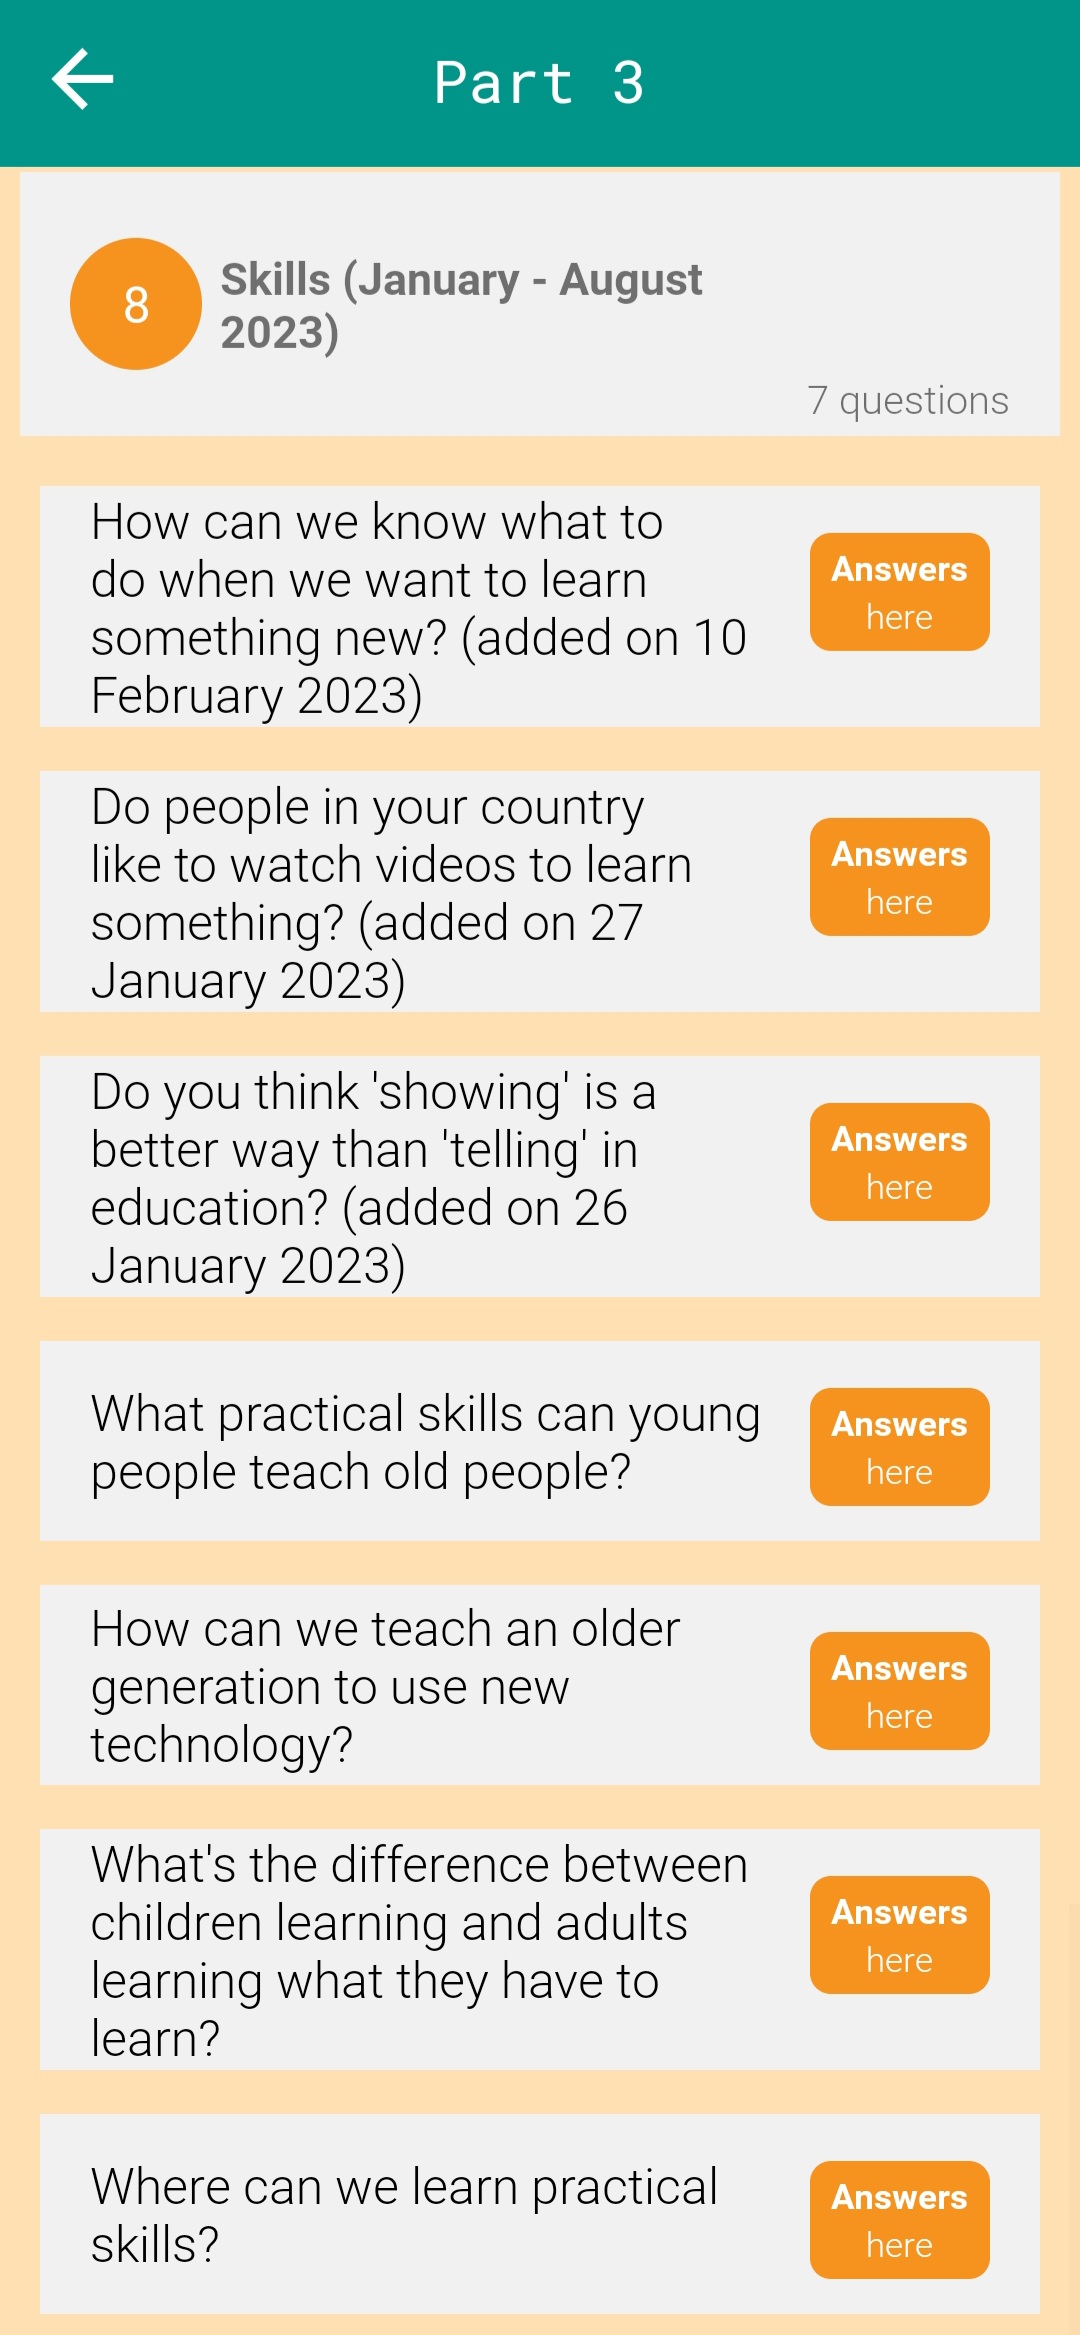 Part 3
8
Skills (January - August
2023)
7 questions
How can we know what to
do when we want to learn
something new? (added on 10
February 2023)
Answers
here
Do people in your country
like to watch videos to learn
something? (added on 27
January 2023)
Answers
here
Do you think 'showing' is a
better way than 'telling' in
education? (added on 26
January 2023)
Answers
here
What practical skills can young
people teach old people?
Answers
here
How can we teach an older
generation to use new
technology?
Answers
here
What's the difference between
children learning and adults
learning what they have to
learn?
Answers
here
Where can we learn practical
skills?
Answers
here